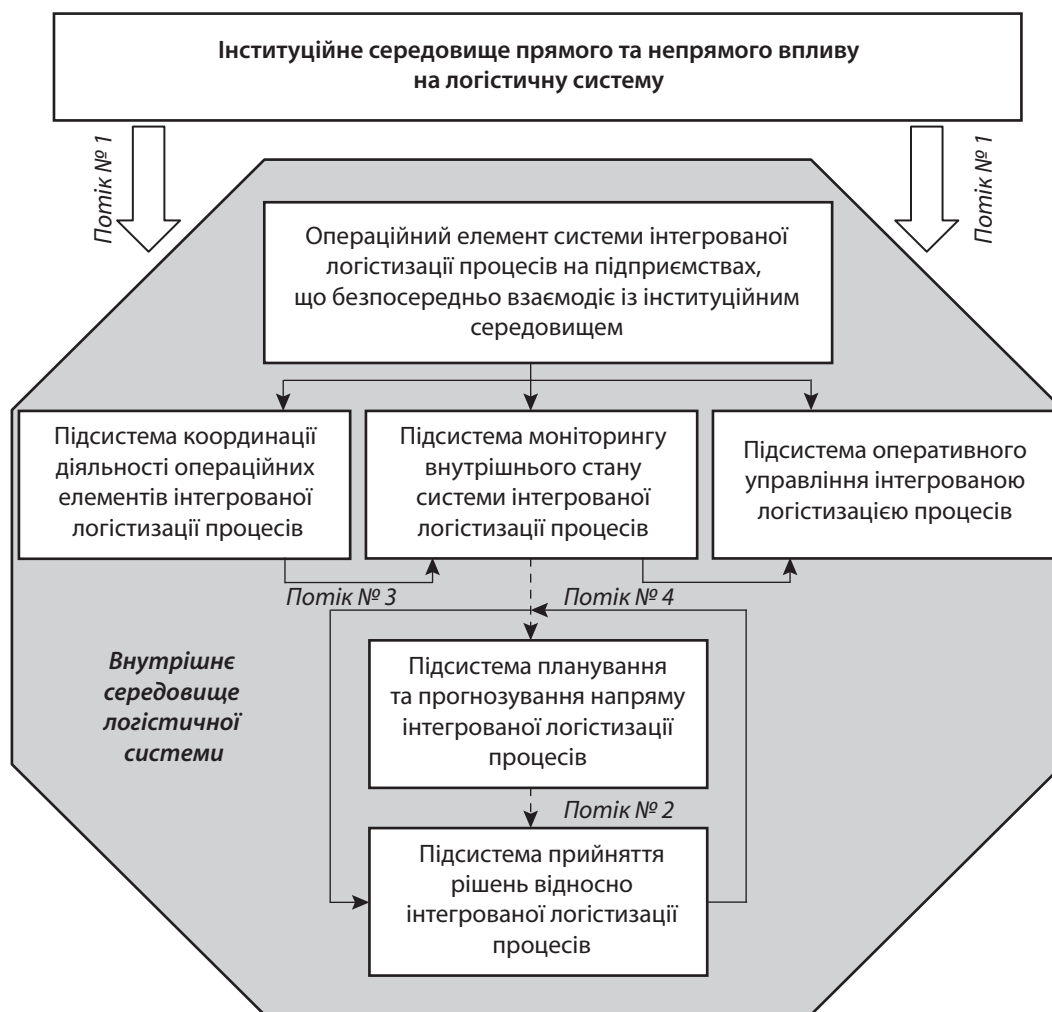 Інституційне середовище прямого та непрямого впливу
на логістичну систему
Потік № 1
Потік № 1
Операційний елемент системи інтегрованої
логістизації процесів на підприємствах,
що безпосередньо взаємодіє із інституційним
середовищем
Підсистема координації
діяльності операційних
елементів інтегрованої
логістизації процесів
Підсистема моніторингу
внутрішнього стану
системи інтегрованої
логістизації процесів
Підсистема оперативного
управління інтегрованою
логістизацією процесів
Потік № 3
Потік № 4
Внутрішнє
середовище
логістичної
системи
Підсистема планування
та прогнозування напряму
інтегрованої логістизації
процесів
Потік № 2
Підсистема прийняття
рішень відносно
інтегрованої логістизації
процесів